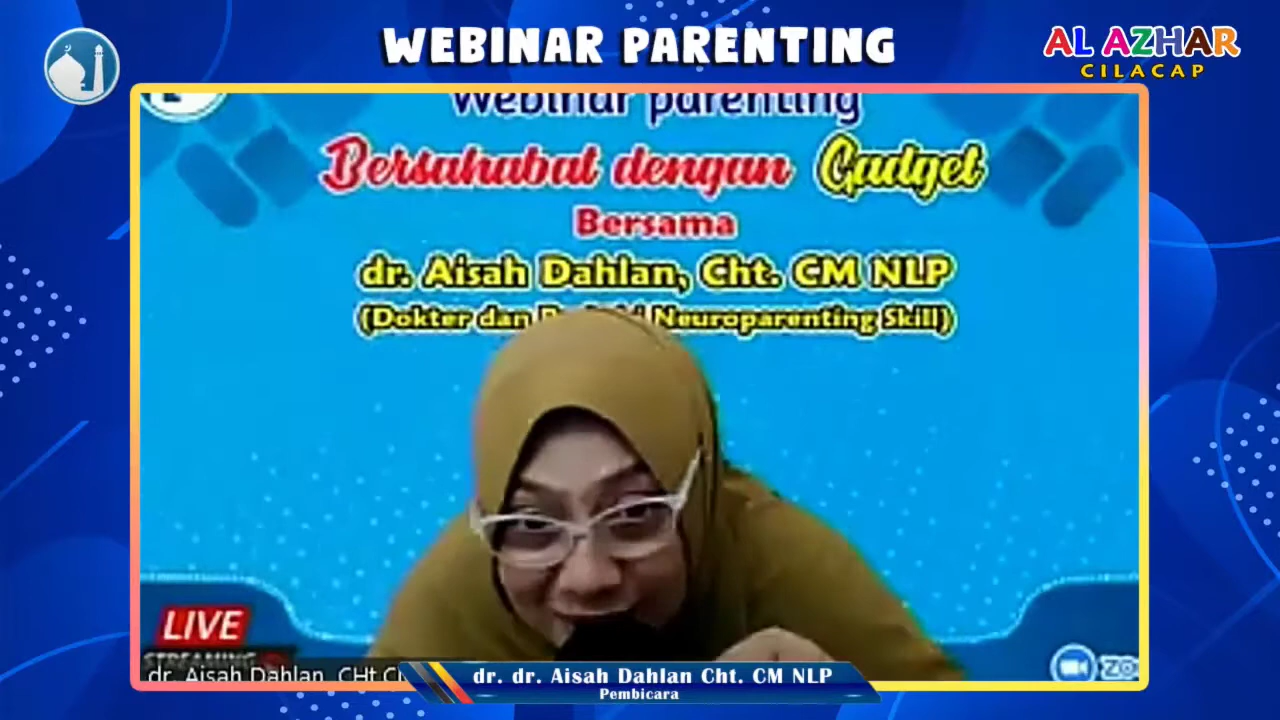 WEBINAR PARENTING
AL AZHAR
CILACAP
Webinar parenting
Bersahabat dengan Gadget
Bersama
dr. Aisah Dahlan, Cht. CM NLP
(Dokter dan Neuroparenting Skill)
LIVE
STREAMING
dr. Aisah Dahlan, CHt.C
dr. dr. Aisah Dahlan Cht. CM NLP
Pembicara